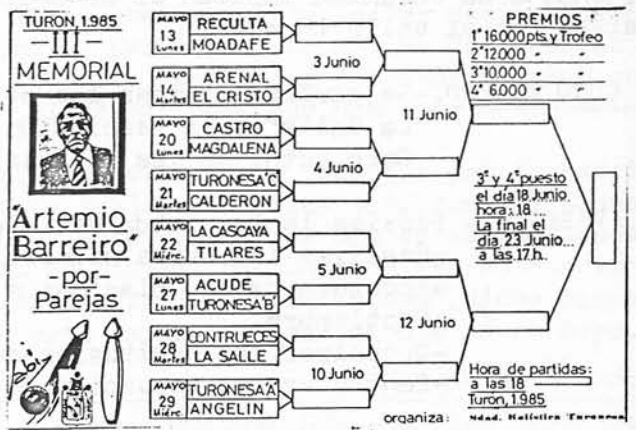 TURON, 1.985
III
MEMORIAL
"Artemio
Barreiro"
-por-
Parejas
MAYO
13
Lunes
RECULTA
MOADAFE
MAYO
14
Martes
ARENAL
EL CRISTO
MAYO
20
Lunes
CASTRO
MAGDALENA
MAYO
21
Martes
TURONESA"C"
CALDERON
MAYO
22
Miérc.
LA CASCAYA
TILARES
MAYO
27
Lunes
ACUDE
TURONESA"B"
MAYO
28
Martes
CONTRUECES
LA SALLE
MAYO
29
Miérc.
TURONESA"A"
ANGELIN
3 Junio
4 Junio
5 Junio
10 Junio
11 Junio
12 Junio
PREMIOS
1º 16.000 pts. y Trofeo
2º 12.000 " "
3º 10.000 " "
4º 6.000 " "
3º y 4º puesto
el día 18 Junio
hora: 18...
La final el
día 23 Junio...
a las 17 h..
Hora de partidas:
a las 18
Turón, 1.985
organiza: